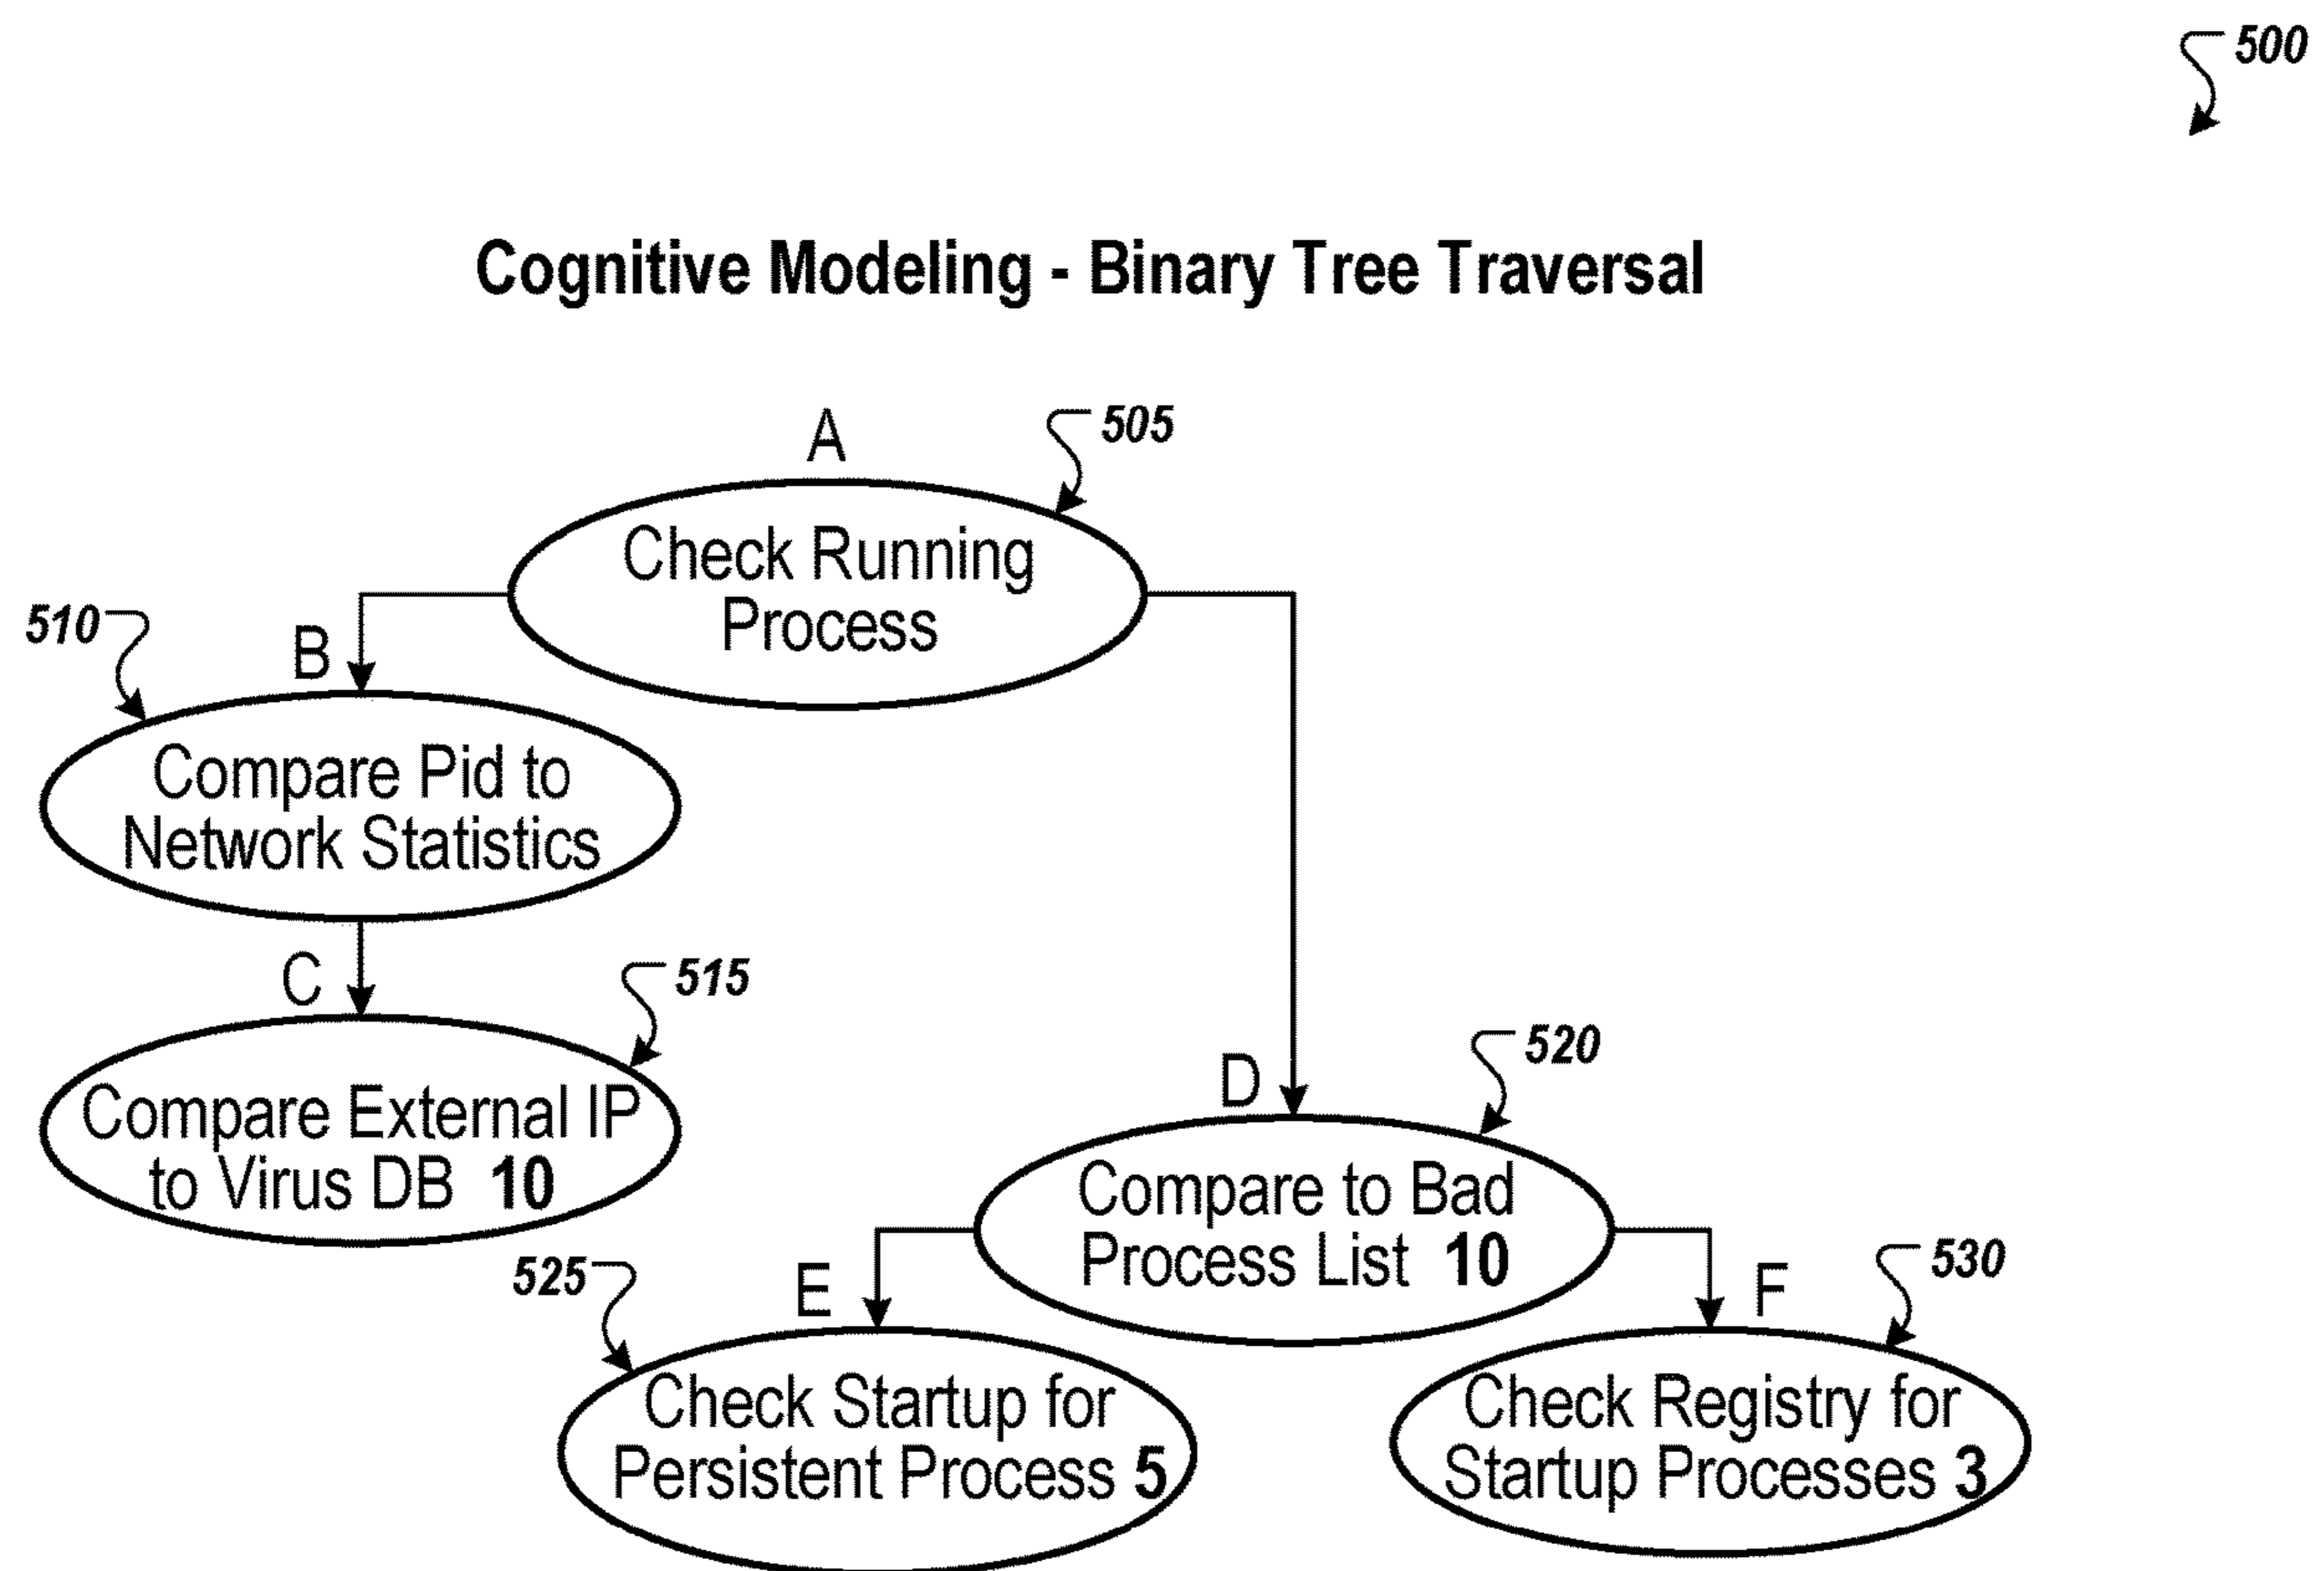 500
Cognitive Modeling - Binary Tree Traversal
A
505
Check Running
Process
510
B
Compare Pid to
Network Statistics
C
515
Compare External IP
to Virus DB 10
520
D
Compare to Bad
Process List 10
525
E
Check Startup for
Persistent Process 5
F
530
Check Registry for
Startup Processes 3